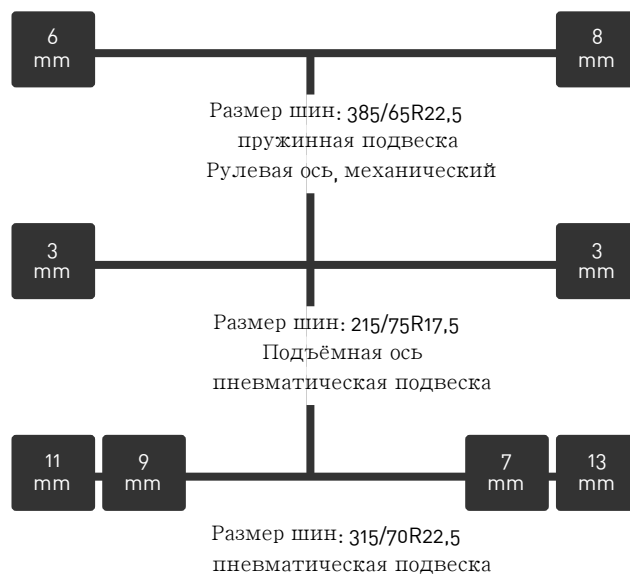 6
mm
8
mm
Размер шин: 385/65R22,5
пружинная подвеска
Рулевая ось, механический
3
mm
3
mm
Размер шин: 215/75R17,5
Подъёмная ось
пневматическая подвеска
11
mm
9
mm
7
mm
13
mm
Размер шин: 315/70R22,5
пневматическая подвеска